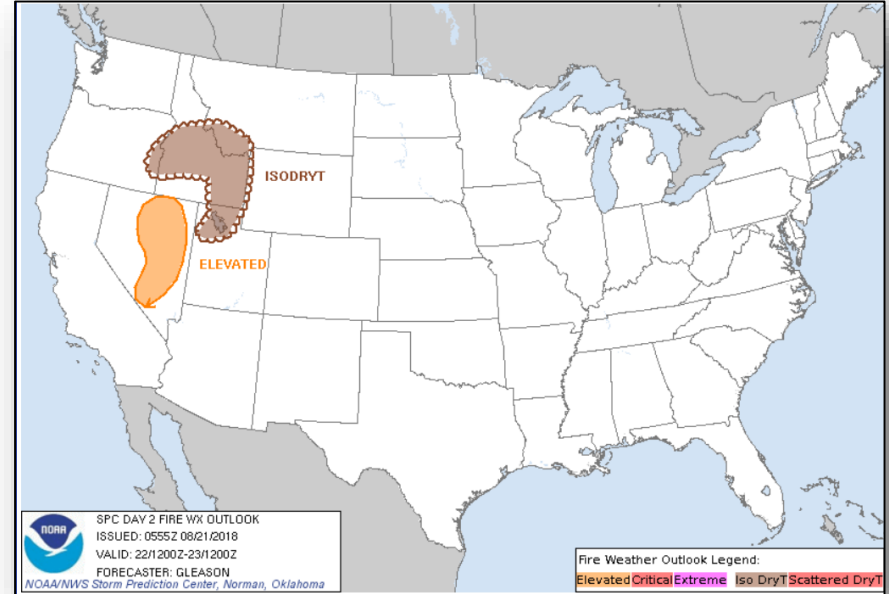 ISODRYT
ELEVATED
NOAA
SPC DAY 2 FIRE WX OUTLOOK
ISSUED: 0555Z 08/21/2018
VALID: 22/1200Z-23/1200Z
FORECASTER: GLEASON
NOAA/NWS Storm Prediction Center, Norman, Oklahoma
Fire Weather Outlook Legend:
Elevated Critical Extreme Iso DryT Scattered DryT